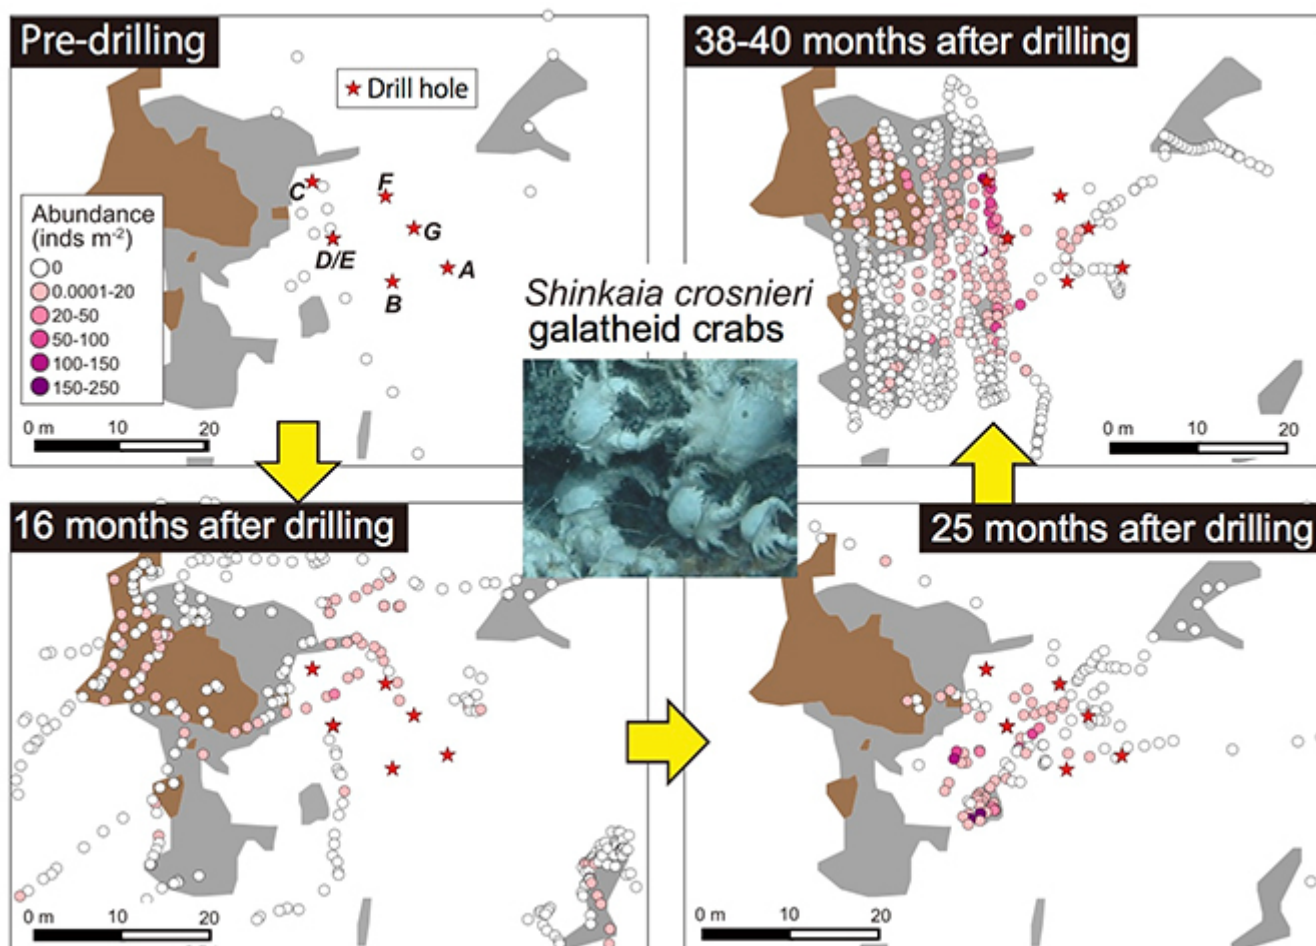 Pre-drilling
★ Drill hole
C
F
G
D/E
A
B
Abundance
(inds m⁻²)
0
0.0001-20
20-50
50-100
100-150
150-250
0 m 10 20
38-40 months after drilling
0 m 10 20
Shinkaia crosnieri
galatheid crabs
16 months after drilling
0 m 10 20
25 months after drilling
0 m 10 20